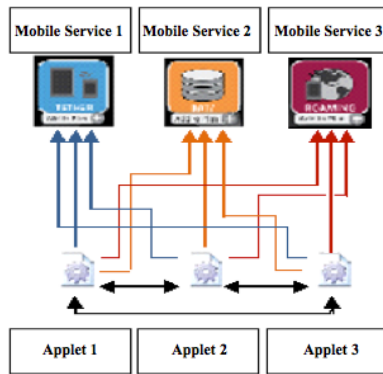 Mobile Service 1
Mobile Service 2
Mobile Service 3
TETHER
ROAMING
Applet 1
Applet 2
Applet 3